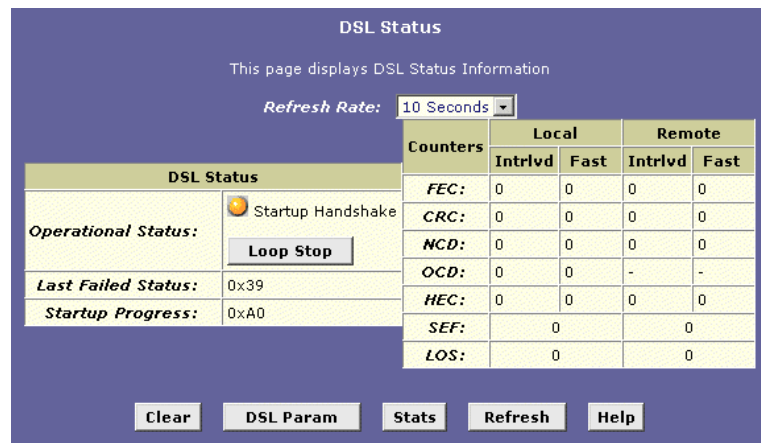 DSL Status
This page displays DSL Status Information
Refresh Rate: 10 Seconds
DSL Status
Operational Status: Startup Handshake
Loop Stop
Last Failed Status: 0x39
Startup Progress: 0xA0
Counters Local Remote
Intrlvd Fast Intrlvd Fast
FEC: 0 0 0 0
CRC: 0 0 0 0
NCD: 0 0 0 0
OCD: 0 0 - -
HEC: 0 0 0 0
SEF: 0 0
LOS: 0 0
Clear DSL Param Stats Refresh Help